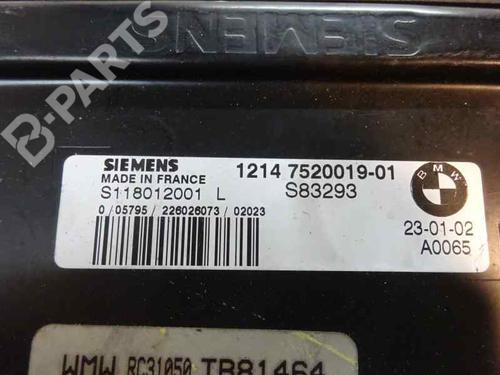 SIEMENS
B-PARTS
SIEMENS
1214 7520019-01
MADE IN FRANCE
S118012001 L
S83293
BMW
0 / 05795 / 226026073 / 02023
23-01-02
A0065
WMW RC31050 TB81464